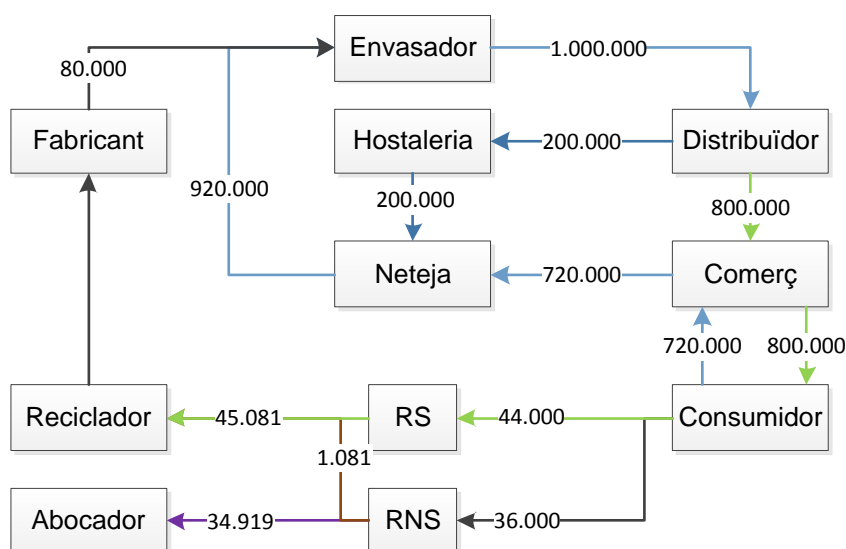 Envasador
1.000.000
80.000
Fabricant
Hostaleria
200.000
Distribuïdor
920.000
200.000
800.000
Neteja
720.000
Comerç
720.000
800.000
Reciclador
45.081
RS
44.000
Consumidor
1.081
Abocador
34.919
RNS
36.000